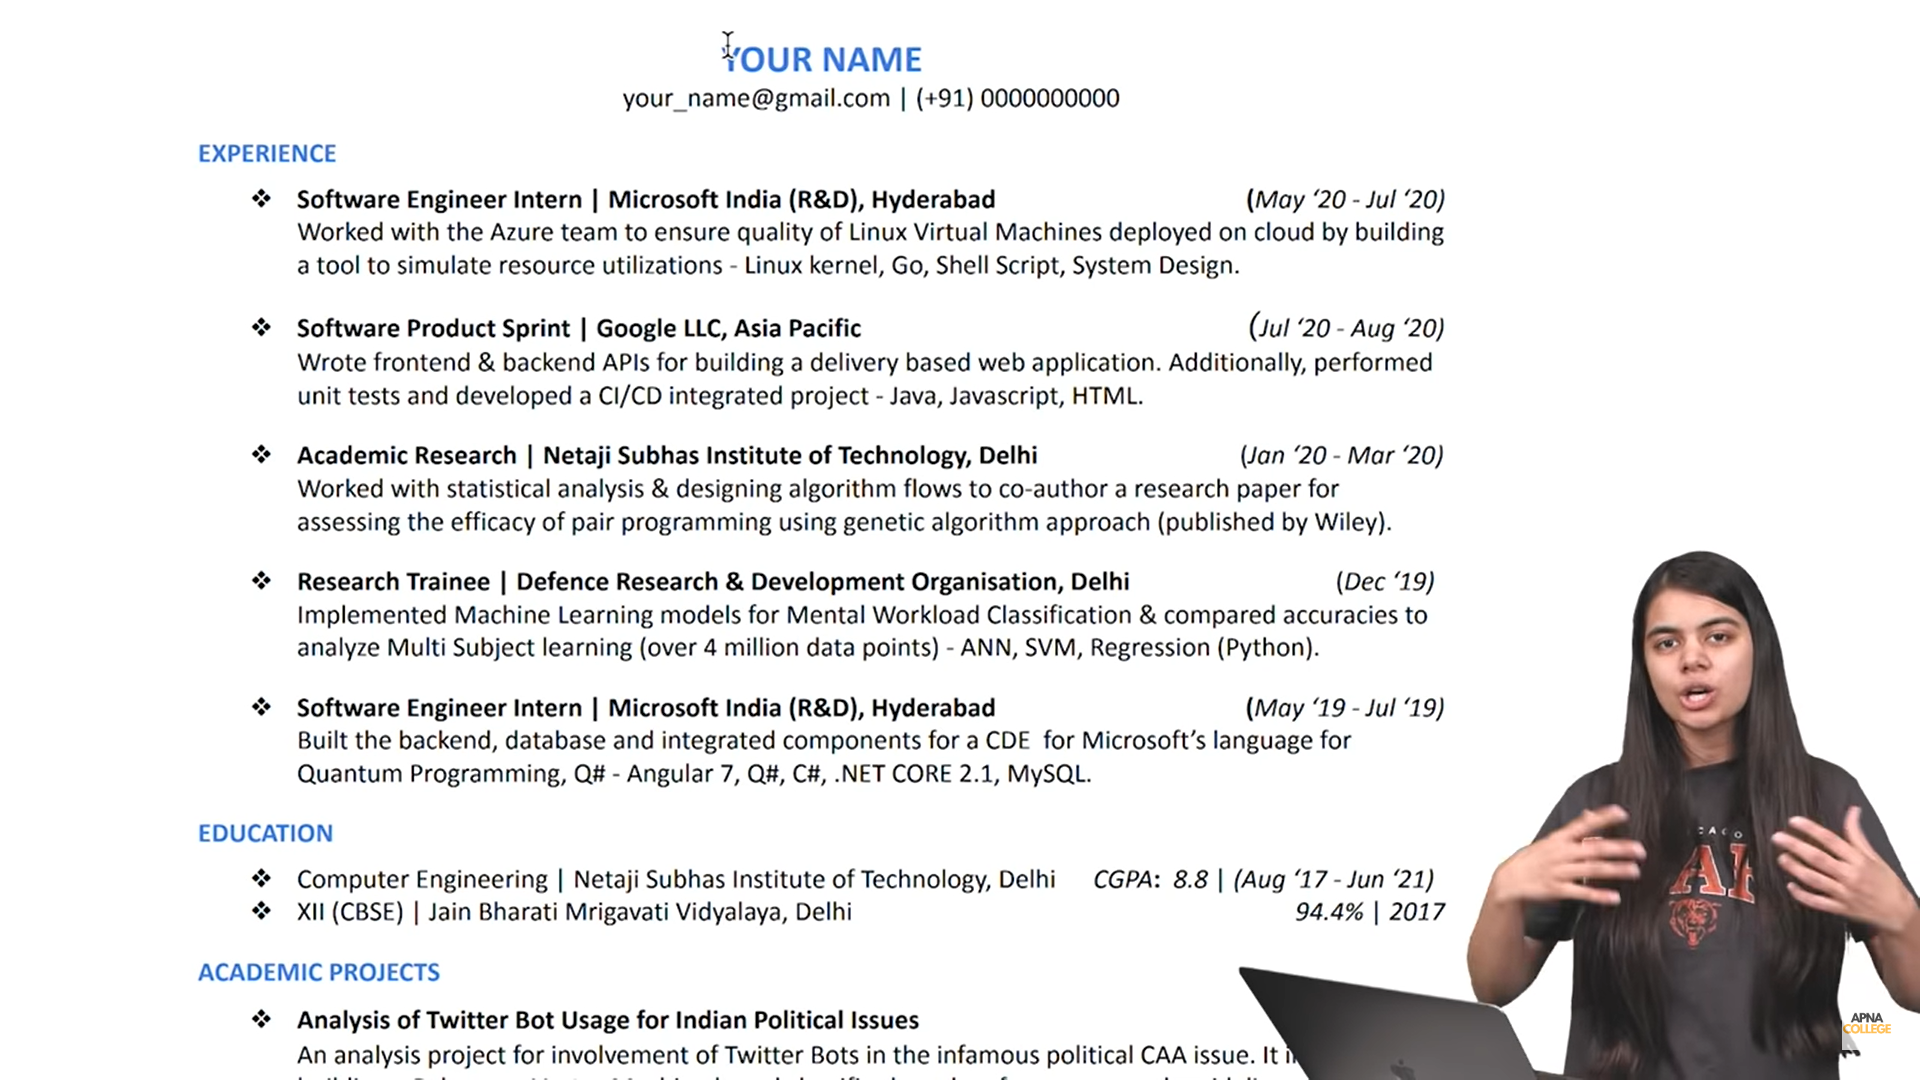 YOUR NAME
your_name@gmail.com | (+91) 0000000000
EXPERIENCE
❖ Software Engineer Intern | Microsoft India (R&D), Hyderabad (May ‘20 - Jul ‘20)
Worked with the Azure team to ensure quality of Linux Virtual Machines deployed on cloud by building
a tool to simulate resource utilizations - Linux kernel, Go, Shell Script, System Design.
❖ Software Product Sprint | Google LLC, Asia Pacific (Jul ‘20 - Aug ‘20)
Wrote frontend & backend APIs for building a delivery based web application. Additionally, performed
unit tests and developed a CI/CD integrated project - Java, Javascript, HTML.
❖ Academic Research | Netaji Subhas Institute of Technology, Delhi (Jan ‘20 - Mar ‘20)
Worked with statistical analysis & designing algorithm flows to co-author a research paper for
assessing the efficacy of pair programming using genetic algorithm approach (published by Wiley).
❖ Research Trainee | Defence Research & Development Organisation, Delhi (Dec ‘19)
Implemented Machine Learning models for Mental Workload Classification & compared accuracies to
analyze Multi Subject learning (over 4 million data points) - ANN, SVM, Regression (Python).
❖ Software Engineer Intern | Microsoft India (R&D), Hyderabad (May ‘19 - Jul ‘19)
Built the backend, database and integrated components for a CDE for Microsoft’s language for
Quantum Programming, Q# - Angular 7, Q#, C#, .NET CORE 2.1, MySQL.
EDUCATION
❖ Computer Engineering | Netaji Subhas Institute of Technology, Delhi CGPA: 8.8 | (Aug ‘17 - Jun ‘21)
❖ XII (CBSE) | Jain Bharati Mrigavati Vidyalaya, Delhi 94.4% | 2017
ACADEMIC PROJECTS
❖ Analysis of Twitter Bot Usage for Indian Political Issues
An analysis project for involvement of Twitter Bots in the infamous political CAA issue. It
APNA
COLLEGE